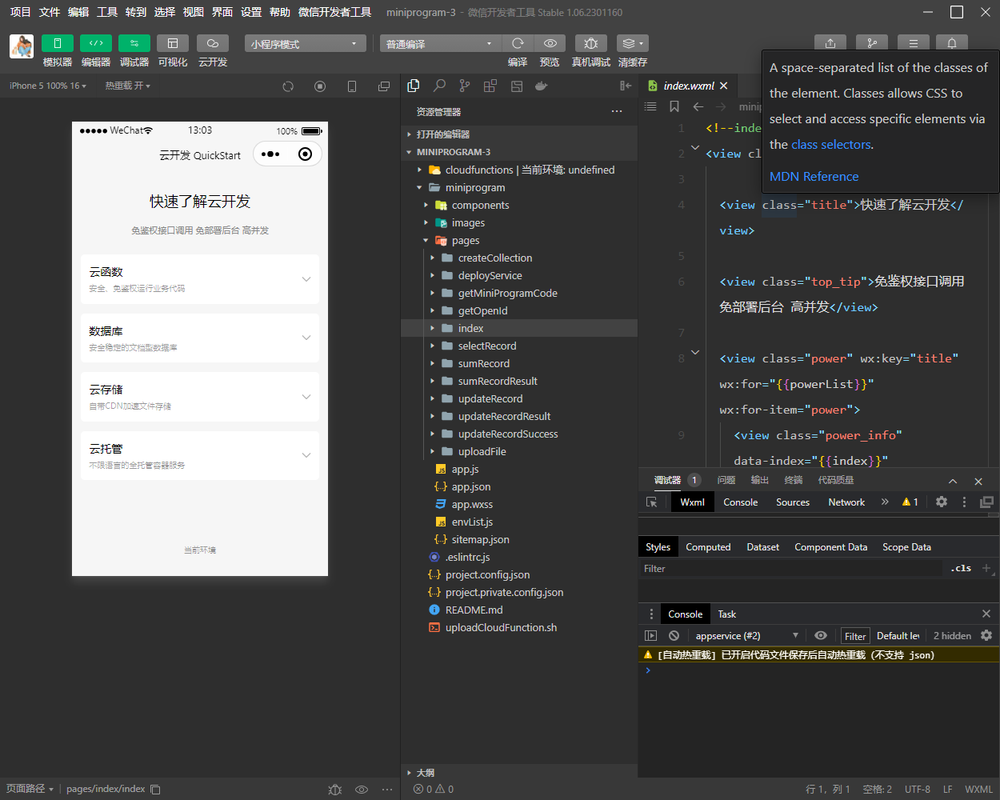 项目 文件 编辑 工具 转到 选择 视图 界面 设置 帮助 微信开发者工具 miniprogram-3 - 微信开发者工具 Stable 1.06.2301160
小程序模式 普通编译
模拟器 编辑器 调试器 可视化 云开发 编译 预览 真机调试 清缓存
iPhone 5 100% 16 热重载 开
WeChat 13:03 100%
云开发 QuickStart
快速了解云开发
免鉴权接口调用 免部署后台 高并发
云函数
安全、免鉴权运行业务代码
数据库
安全稳定的文档型数据库
云存储
自带CDN加速文件存储
云托管
不限语言的全托管容器服务
当前环境
页面路径 pages/index/index
资源管理器
打开的编辑器
MINIPROGRAM-3
cloudfunctions | 当前环境: undefined
miniprogram
components
images
pages
createCollection
deployService
getMiniProgramCode
getOpenId
index
selectRecord
sumRecord
sumRecordResult
updateRecord
updateRecordResult
updateRecordSuccess
uploadFile
app.js
app.json
app.wxss
envList.js
sitemap.json
.eslintrc.js
project.config.json
project.private.config.json
README.md
uploadCloudFunction.sh
大纲
0 0
index.wxml
minip
A space-separated list of the classes of
the element. Classes allows CSS to
select and access specific elements via
the class selectors.
MDN Reference
1 <!--inde
2 <view cl
3
4 <view class="title">快速了解云开发</
view>
5
6 <view class="top_tip">免鉴权接口调用
免部署后台 高并发</view>
7
8 <view class="power" wx:key="title"
wx:for="{{powerList}}"
wx:for-item="power">
9 <view class="power_info"
data-index="{{index}}"
调试器 1 问题 输出 终端 代码质量
Wxml Console Sources Network 1
Styles Computed Dataset Component Data Scope Data
Filter .cls
Console Task
appservice (#2) Filter Default lev 2 hidden
[自动热重载] 已开启代码文件保存后自动热重载 (不支持 json)
行 1，列 1 空格: 2 UTF-8 LF WXML